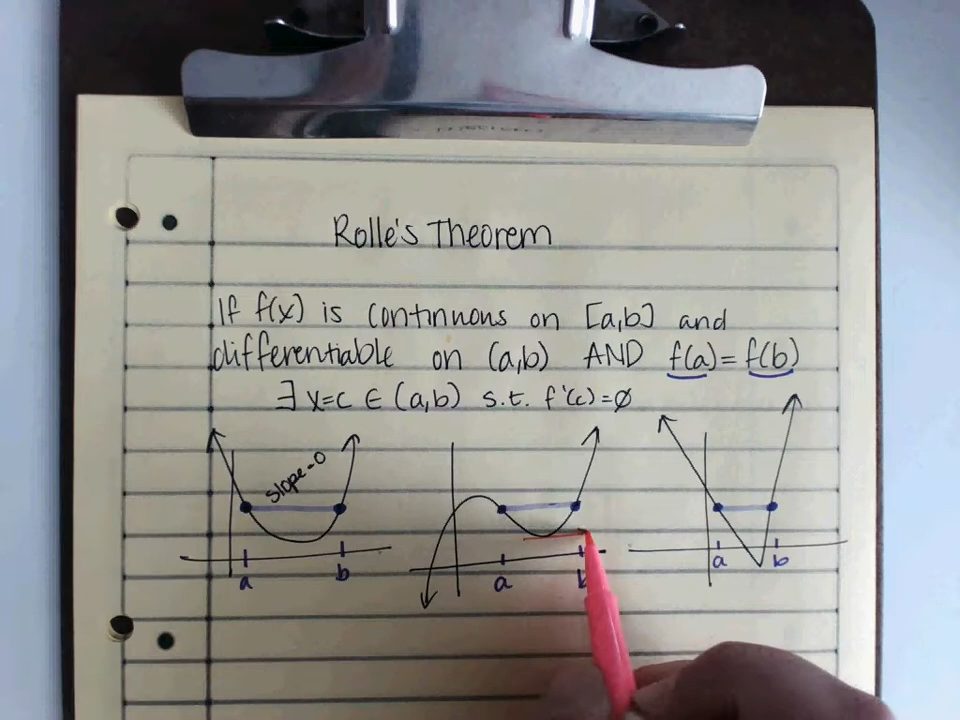 Rolle's Theorem
If f(x) is continuous on [a,b] and
differentiable on (a,b) AND f(a)=f(b)
∃ x=c ∈ (a,b) s.t. f'(c)=∅
slope=0
a b
a b
a b